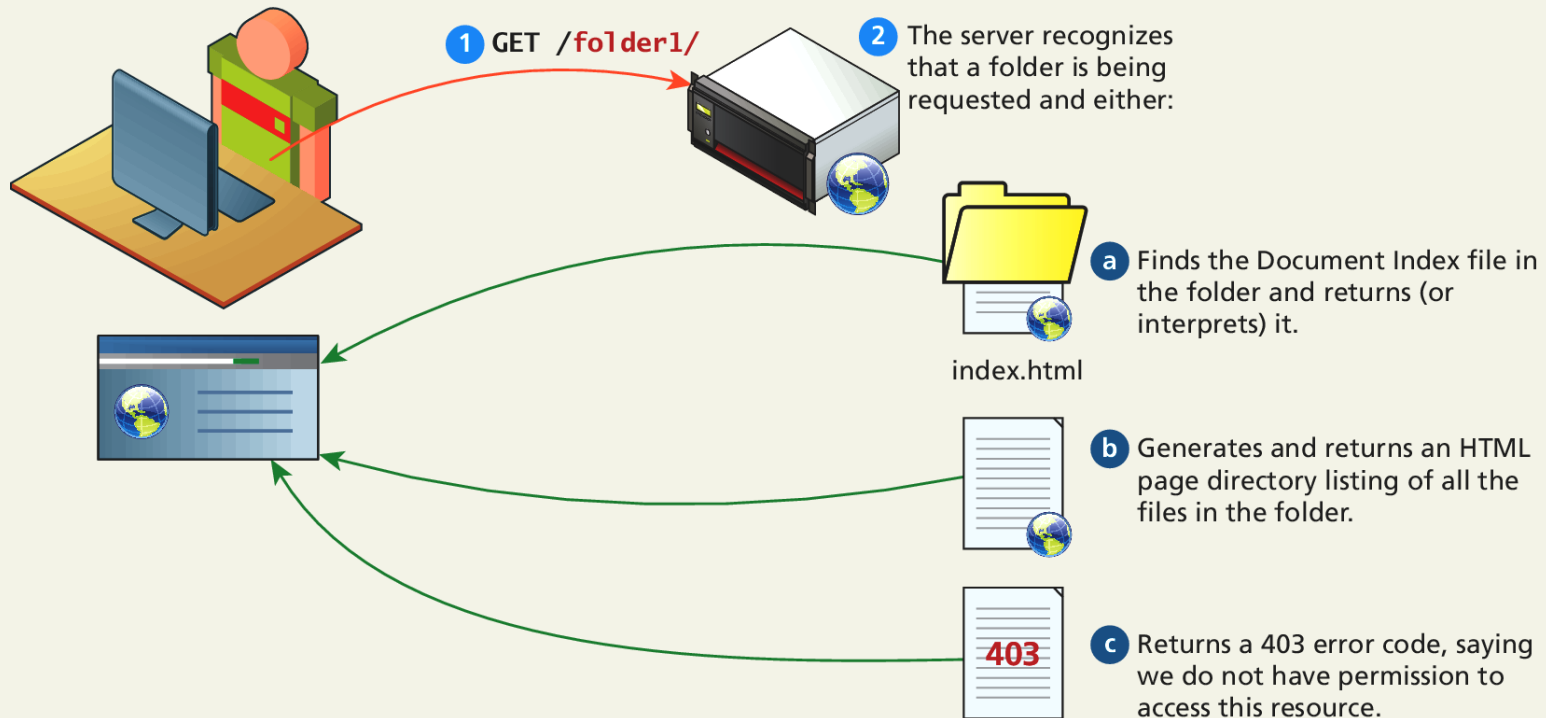 1 GET /folder1/
2 The server recognizes
that a folder is being
requested and either:
a Finds the Document Index file in
the folder and returns (or
interprets) it.
index.html
b Generates and returns an HTML
page directory listing of all the
files in the folder.
403
c Returns a 403 error code, saying
we do not have permission to
access this resource.